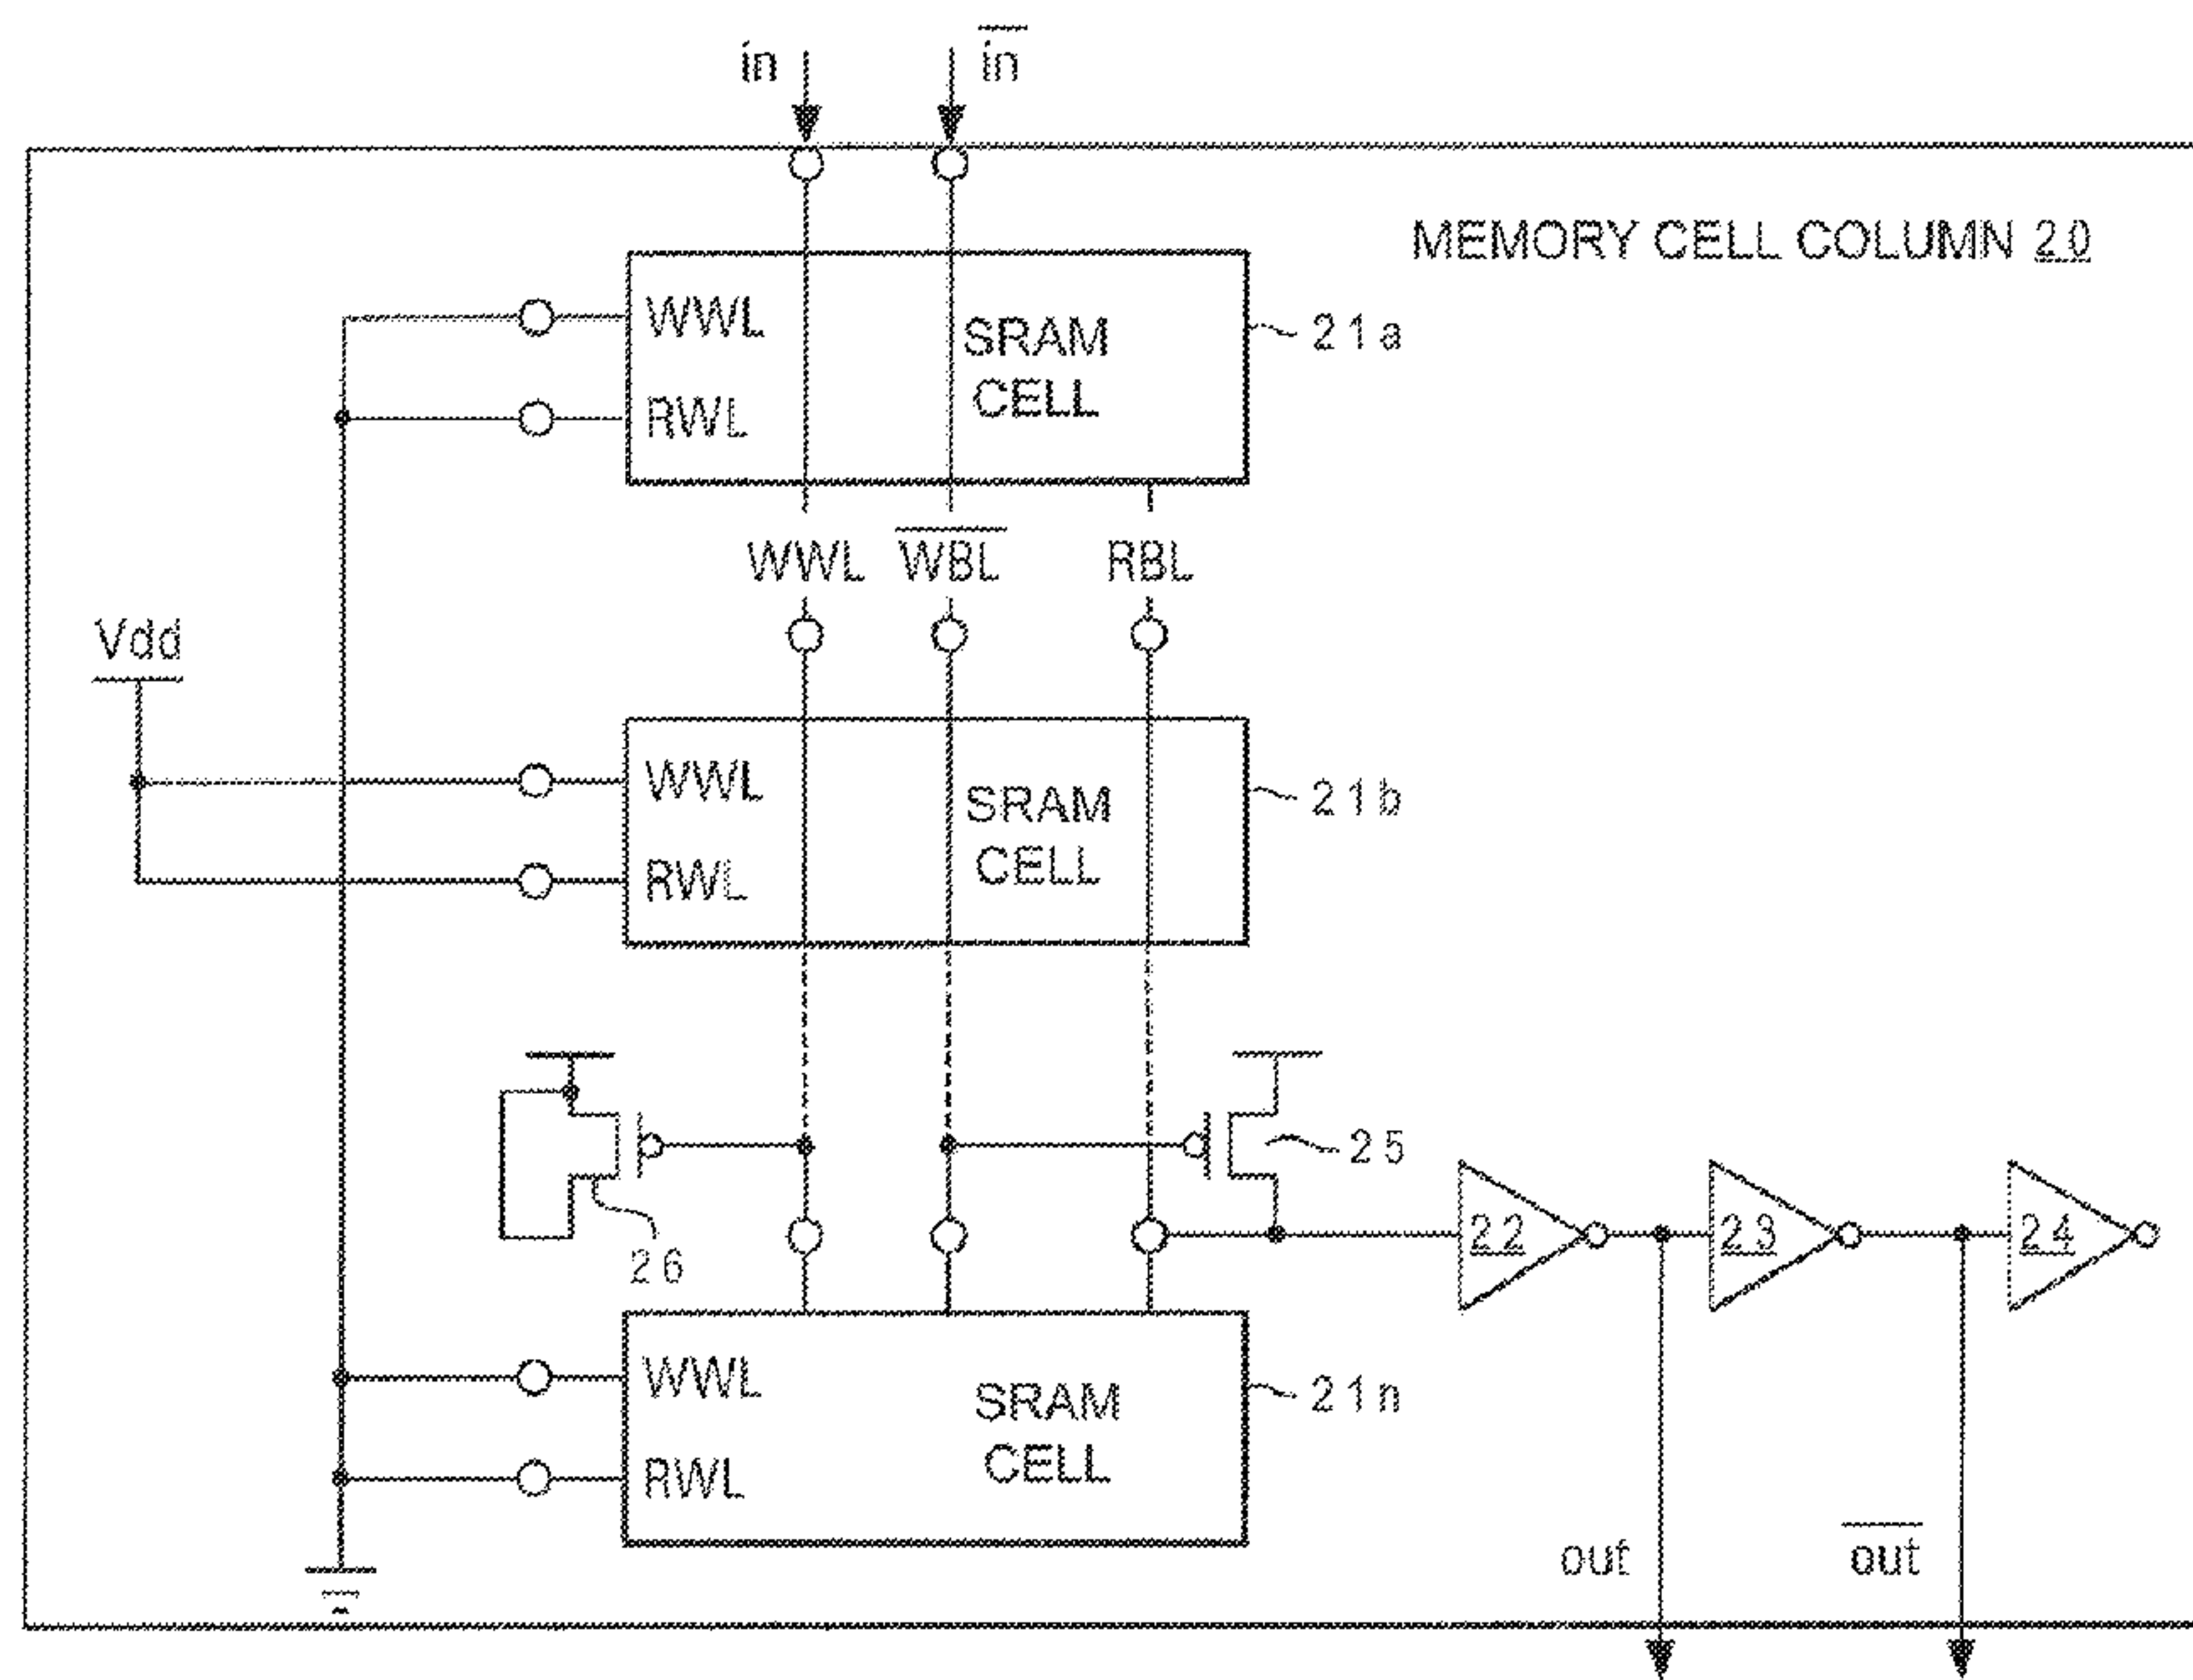 in
in
MEMORY CELL COLUMN 20
WWL
RWL
SRAM
CELL
21a
WWL
WBL
RBL
Vdd
WWL
RWL
SRAM
CELL
21b
25
26
22
23
24
WWL
RWL
SRAM
CELL
21n
out
out